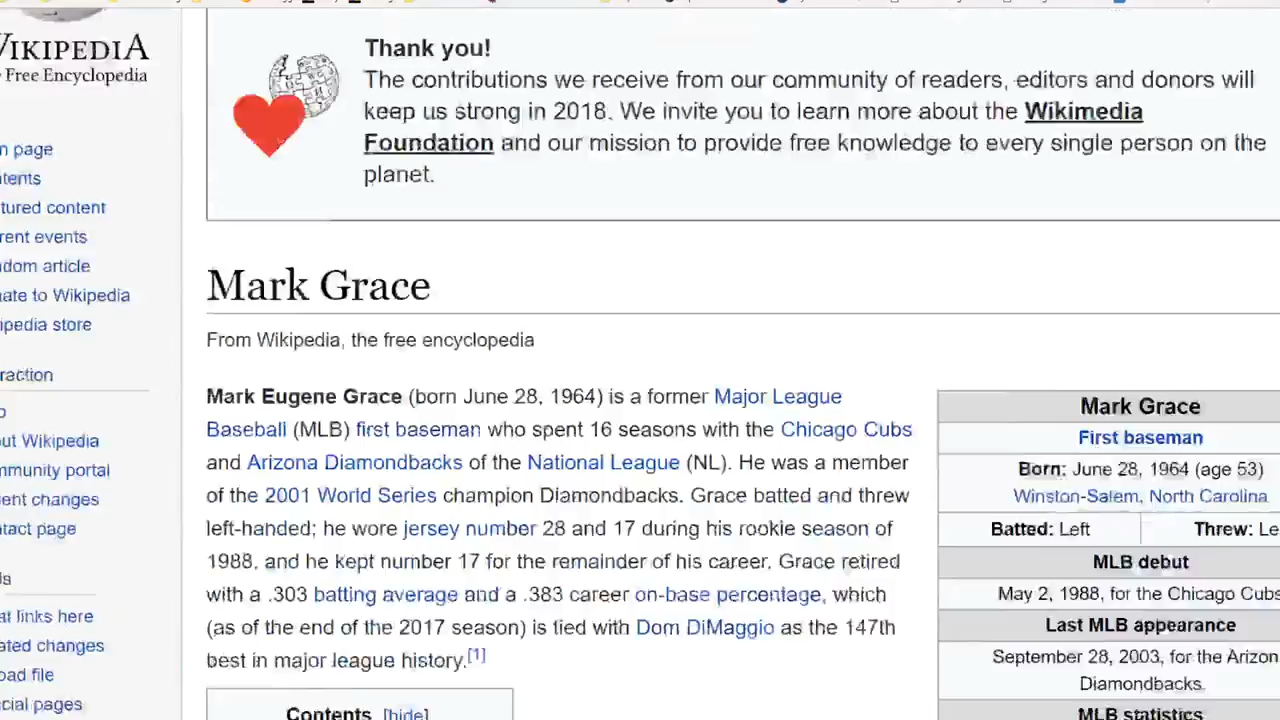 WIKIPEDIA
Free Encyclopedia
page
content
events
article
to Wikipedia
store
Wikipedia
portal
changes
page
links here
changes
file
pages
Thank you!
The contributions we receive from our community of readers, editors and donors will
keep us strong in 2018. We invite you to learn more about the Wikimedia
Foundation and our mission to provide free knowledge to every single person on the
planet.
Mark Grace
From Wikipedia, the free encyclopedia
Mark Eugene Grace (born June 28, 1964) is a former Major League
Baseball (MLB) first baseman who spent 16 seasons with the Chicago Cubs
and Arizona Diamondbacks of the National League (NL). He was a member
of the 2001 World Series champion Diamondbacks. Grace batted and threw
left-handed; he wore jersey number 28 and 17 during his rookie season of
1988, and he kept number 17 for the remainder of his career. Grace retired
with a .303 batting average and a .383 career on-base percentage, which
(as of the end of the 2017 season) is tied with Dom DiMaggio as the 147th
best in major league history.[1]
Contents [hide]
Mark Grace
First baseman
Born: June 28, 1964 (age 53)
Winston-Salem, North Carolina
Batted: Left Threw: Le
MLB debut
May 2, 1988, for the Chicago Cubs
Last MLB appearance
September 28, 2003, for the Arizon
Diamondbacks
MLB statistics